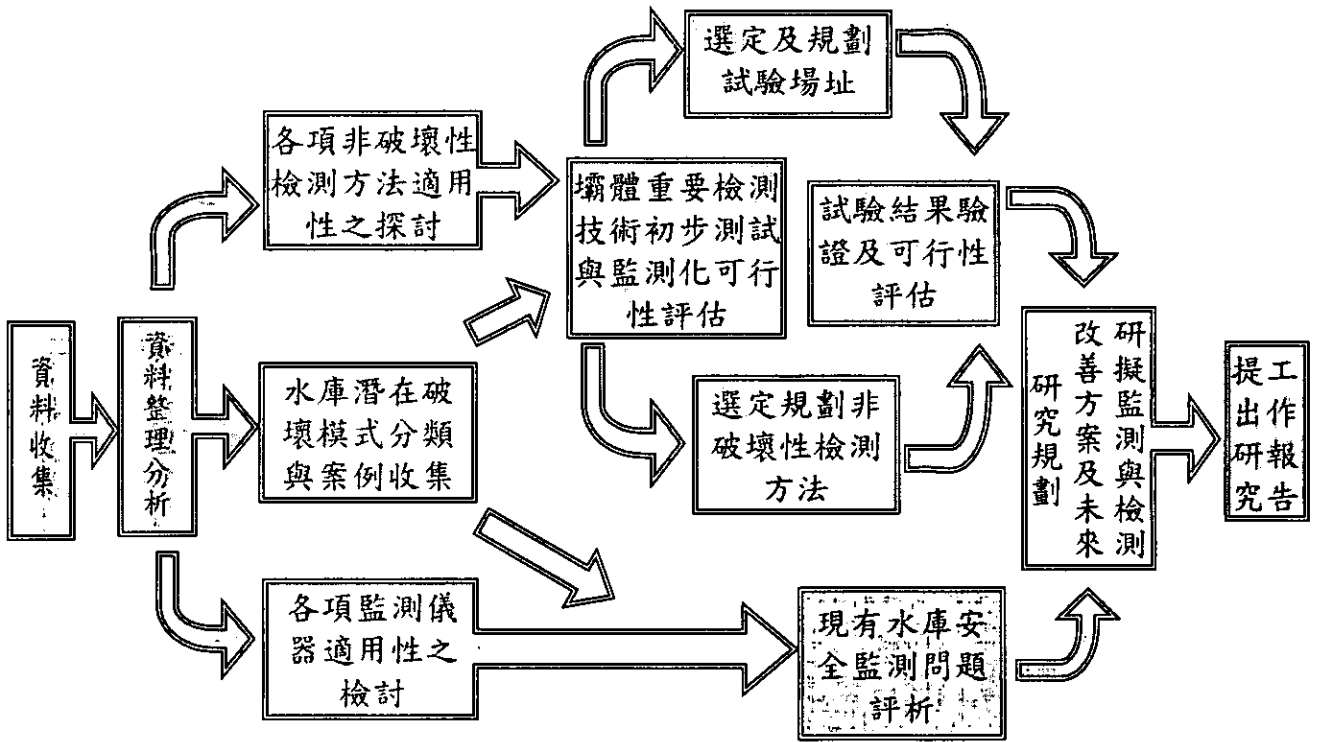 資料收集
資料整理分析
各項非破壞性
檢測方法適用
性之探討
水庫潛在破
壞模式分類
與案例收集
各項監測儀
器適用性之
檢討
壩體重要檢測
技術初步測試
與監測化可行
性評估
選定及規劃
試驗場址
選定規劃非
破壞性檢測
方法
試驗結果驗
證及可行性
評估
現有水庫安
全監測問題
評析
研擬監測與檢測
改善方案及未來
研究規劃
工作報告
提出研究